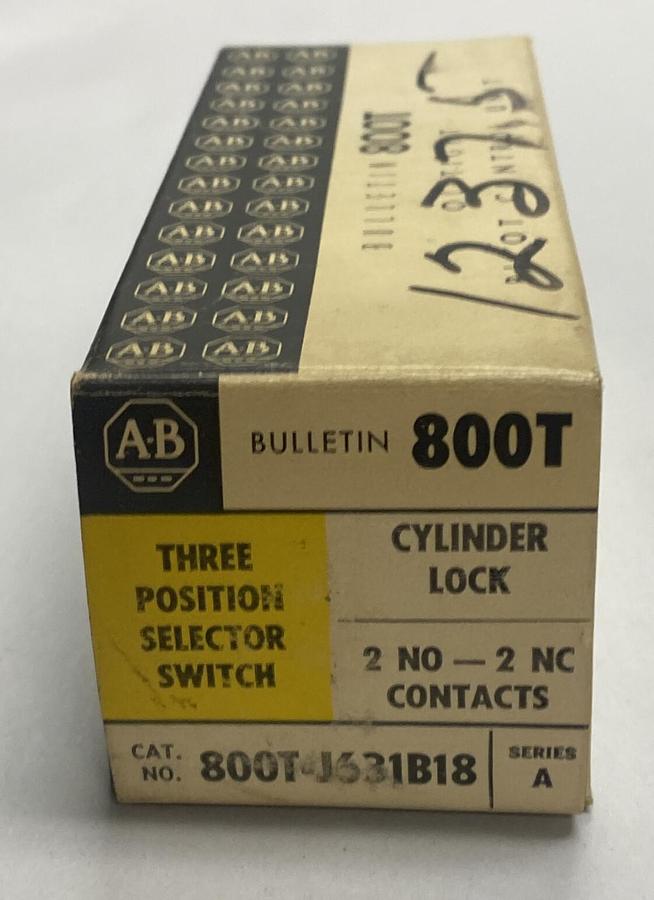 BULLETIN 800T
12375
A-B
BULLETIN 800T
THREE
POSITION
SELECTOR
SWITCH
CYLINDER
LOCK
2 NO — 2 NC
CONTACTS
CAT.
NO. 800T-J631B18
SERIES
A